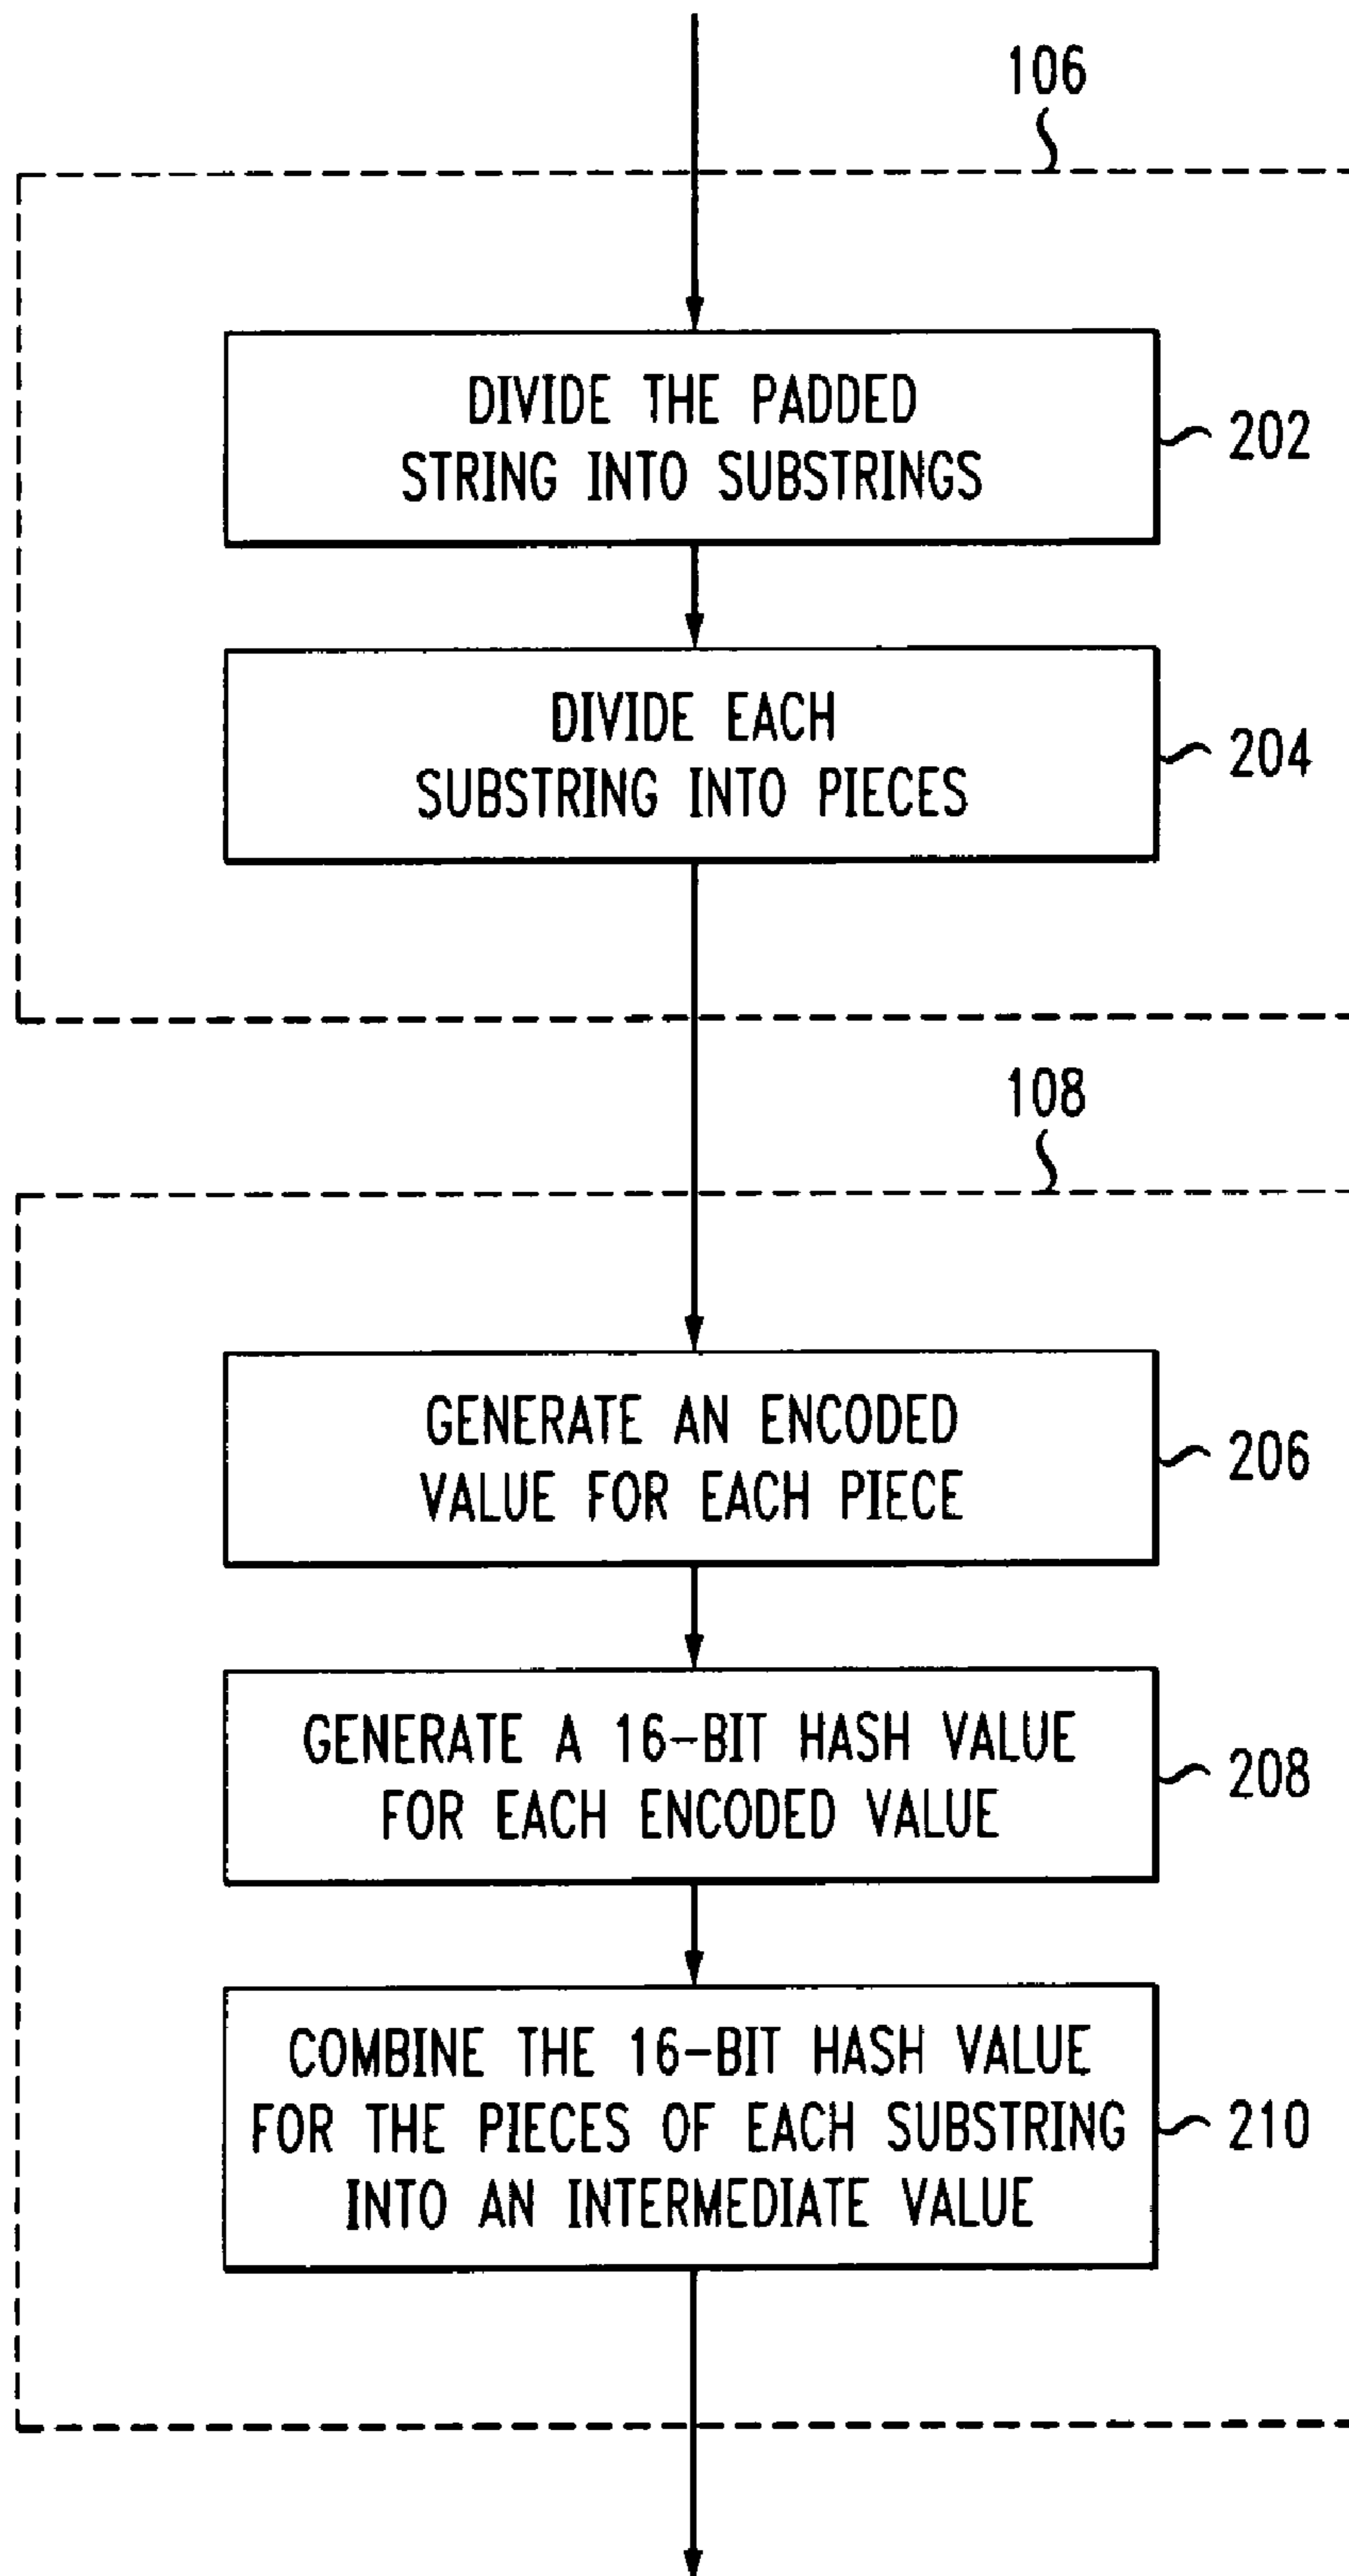 106
DIVIDE THE PADDED
STRING INTO SUBSTRINGS
202
DIVIDE EACH
SUBSTRING INTO PIECES
204
108
GENERATE AN ENCODED
VALUE FOR EACH PIECE
206
GENERATE A 16-BIT HASH VALUE
FOR EACH ENCODED VALUE
208
COMBINE THE 16-BIT HASH VALUE
FOR THE PIECES OF EACH SUBSTRING
INTO AN INTERMEDIATE VALUE
210